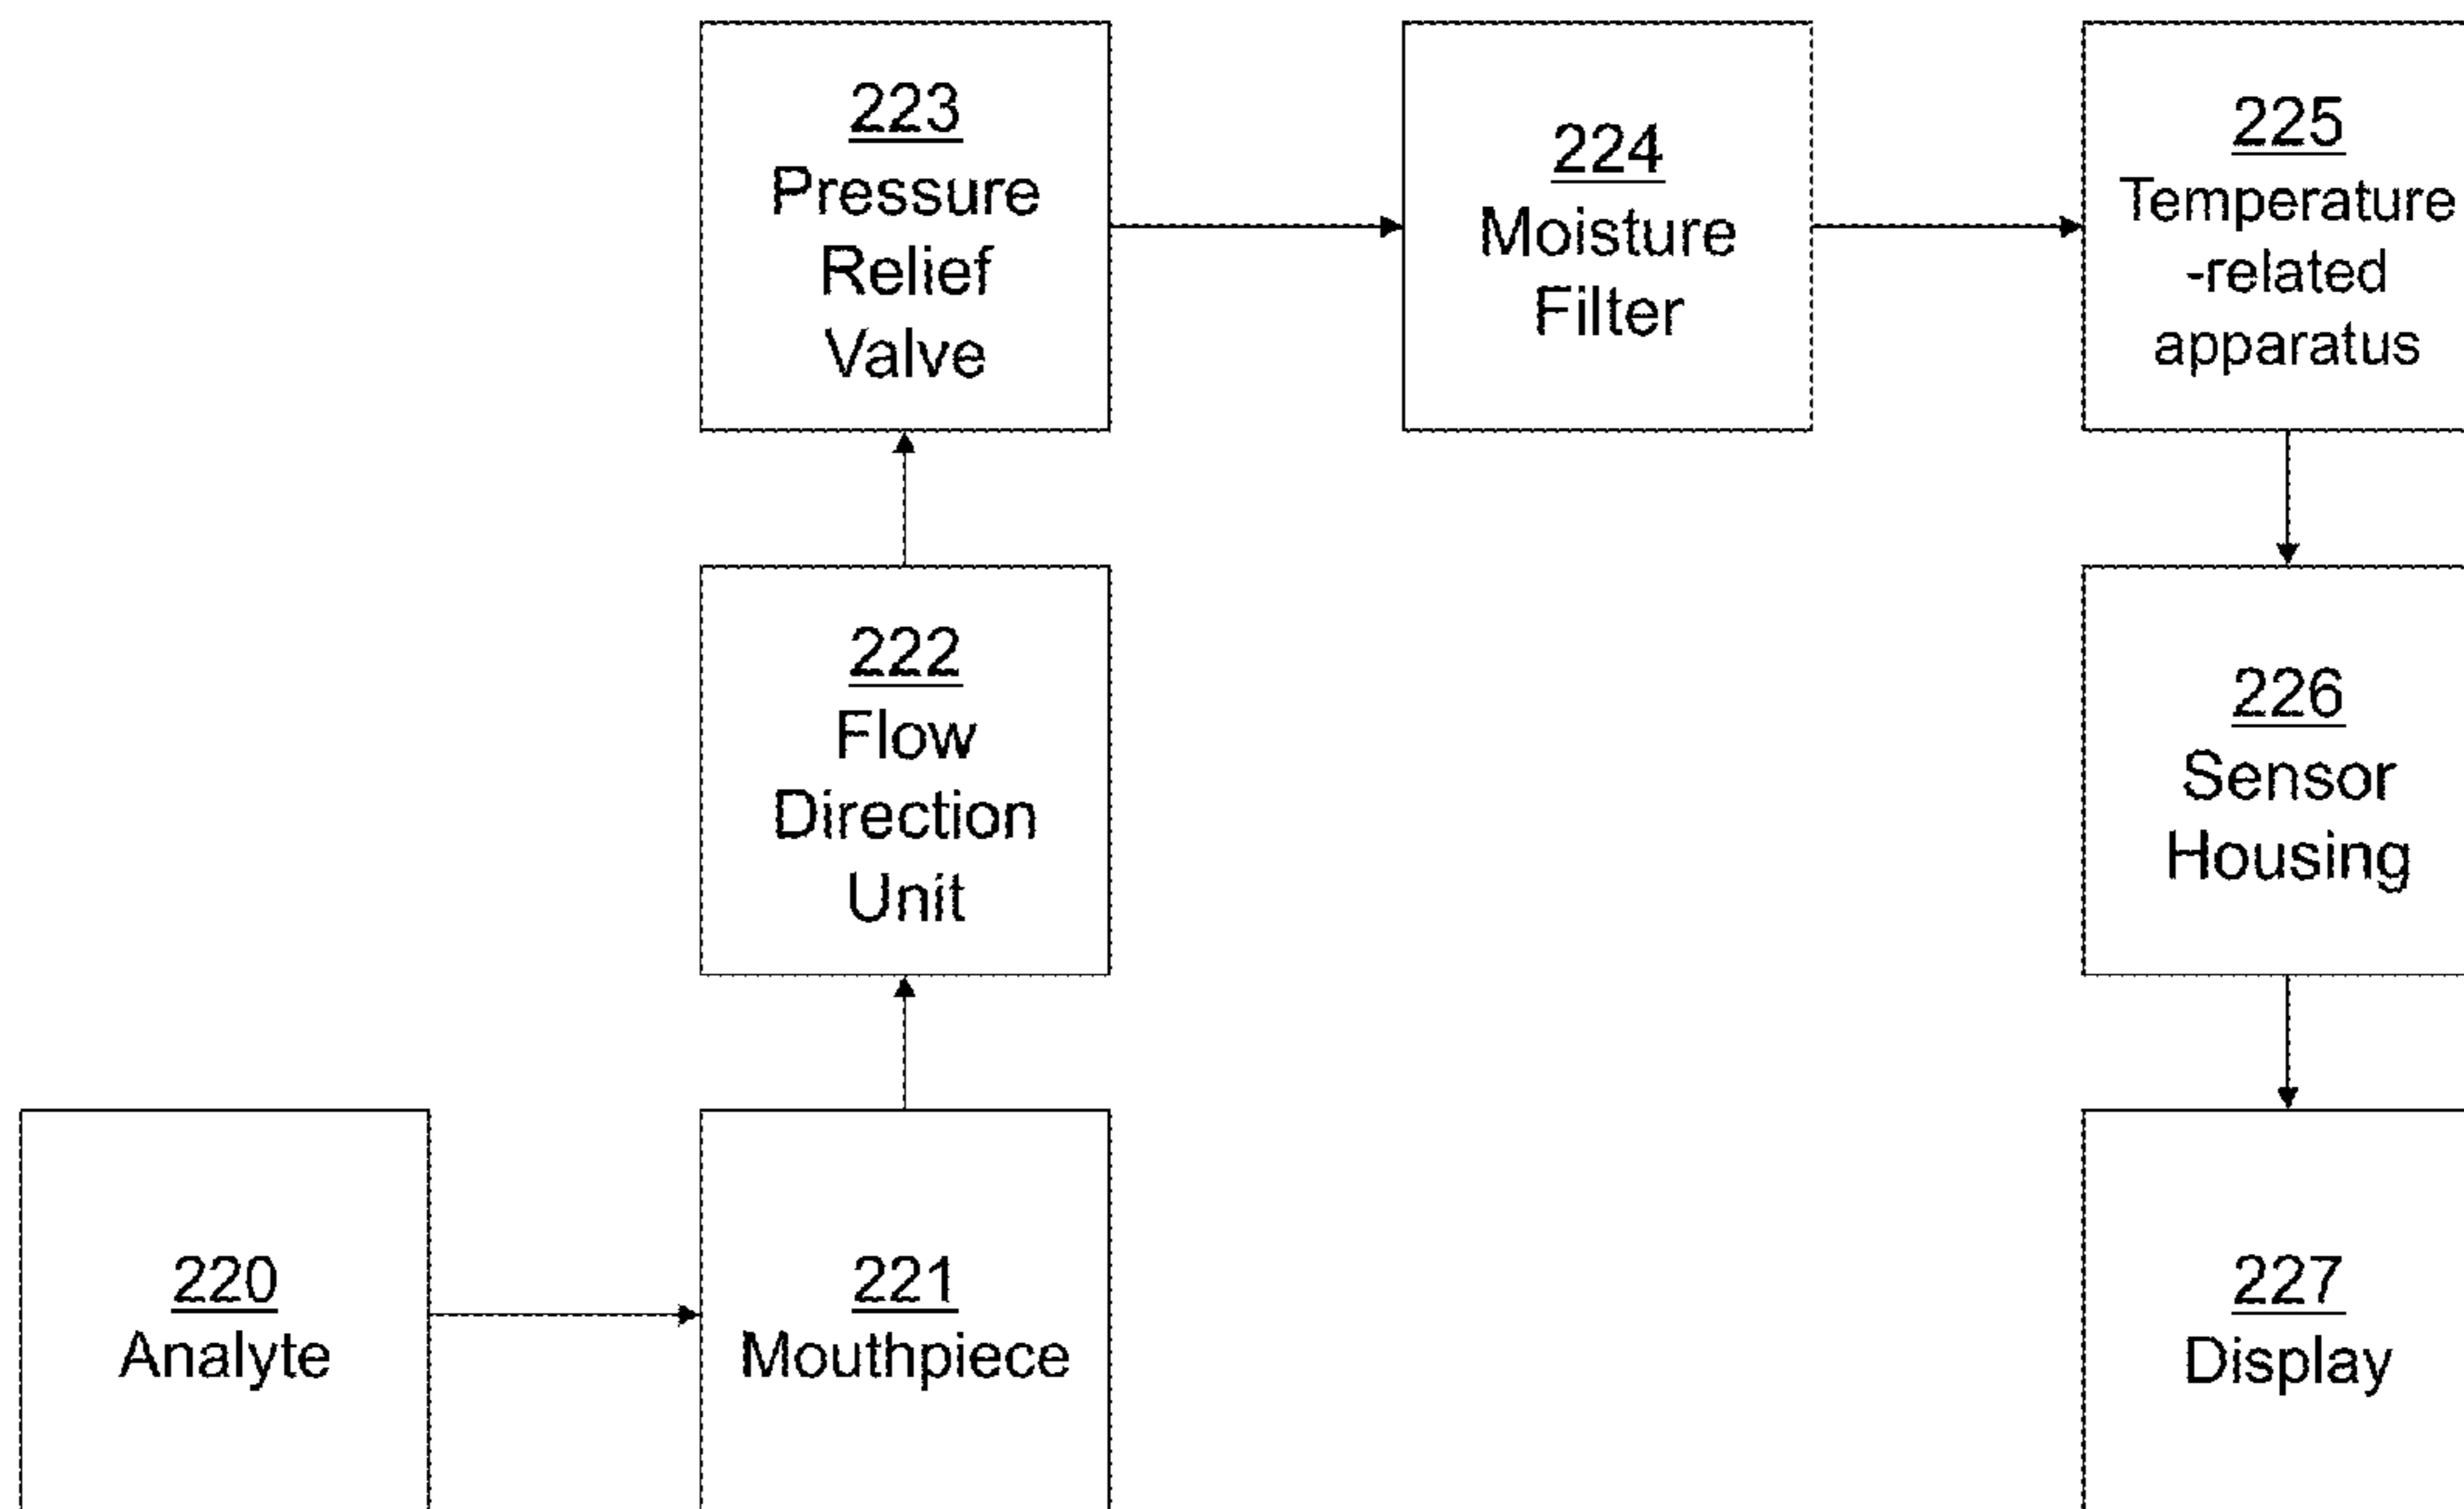 223
Pressure
Relief
Valve
224
Moisture
Filter
225
Temperature
-related
apparatus
222
Flow
Direction
Unit
226
Sensor
Housing
220
Analyte
221
Mouthpiece
227
Display